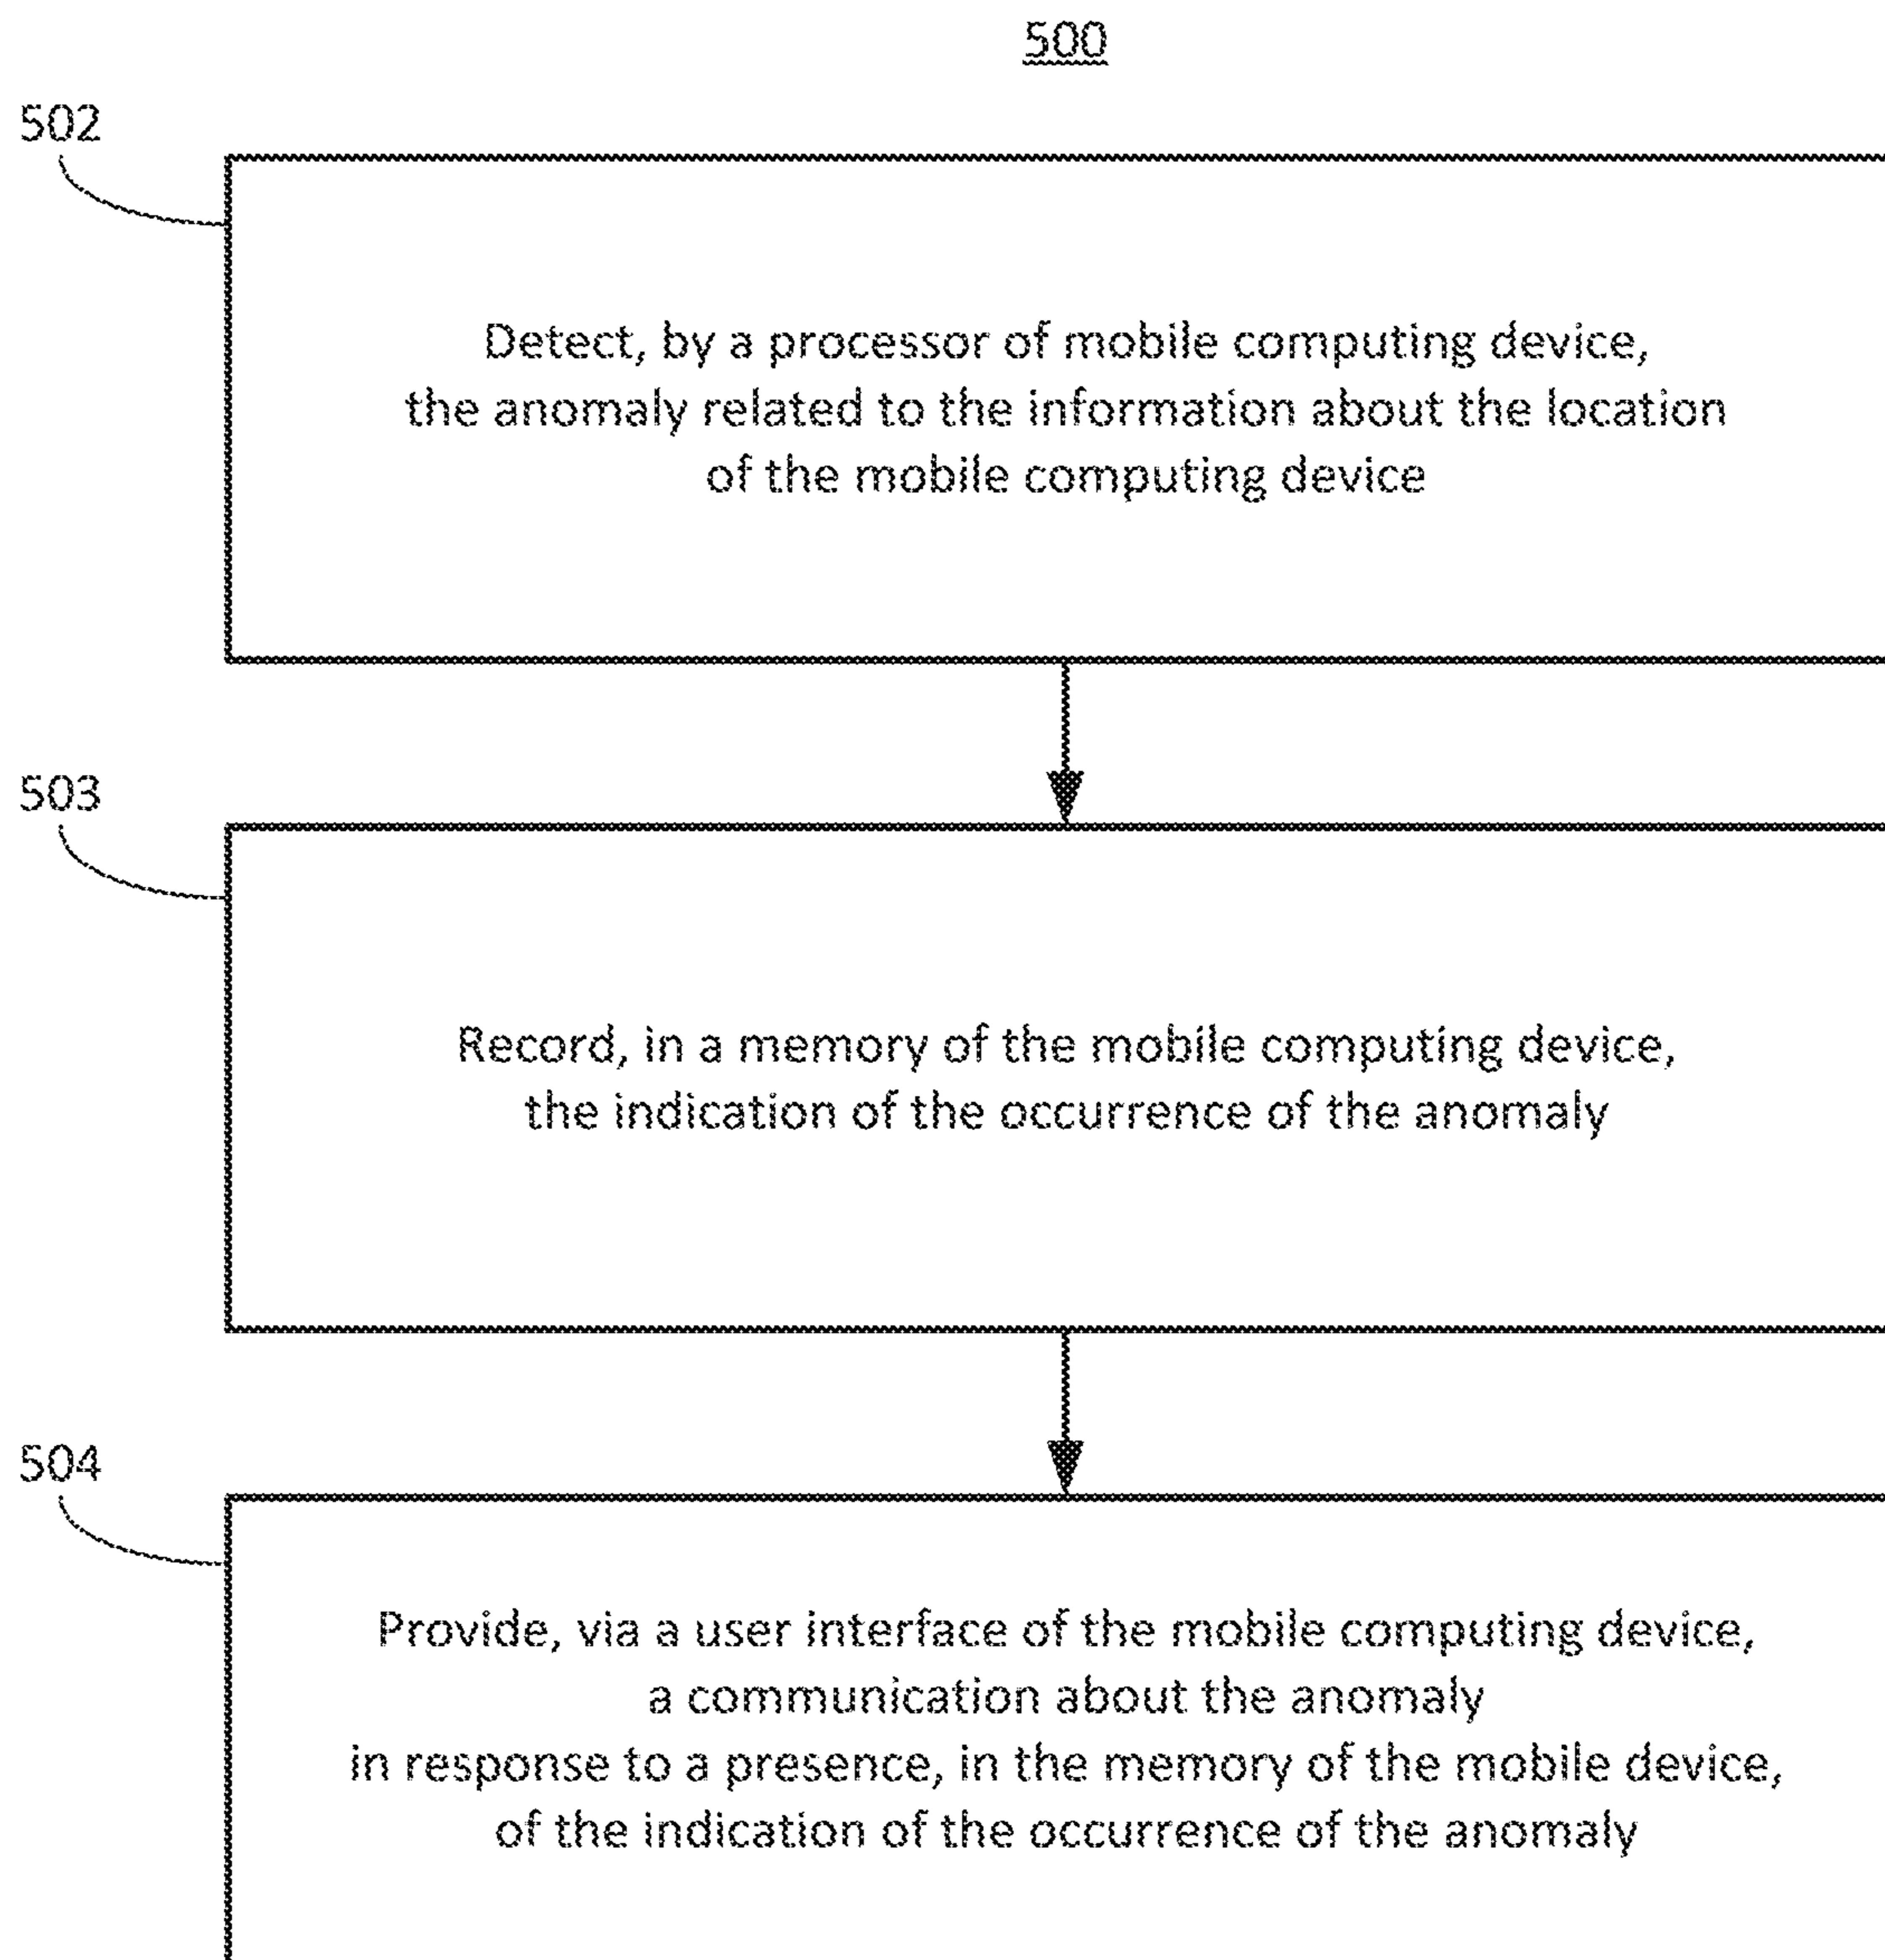 500
502
Detect, by a processor of mobile computing device,
the anomaly related to the information about the location
of the mobile computing device
503
Record, in a memory of the mobile computing device,
the indication of the occurrence of the anomaly
504
Provide, via a user interface of the mobile computing device,
a communication about the anomaly
in response to a presence, in the memory of the mobile device,
of the indication of the occurrence of the anomaly